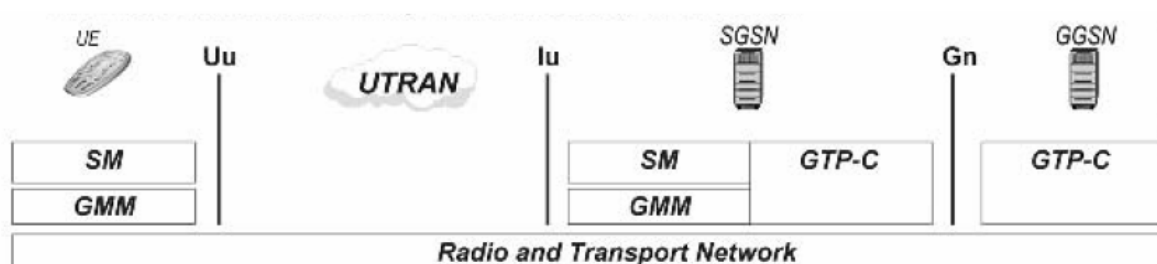 UE
Uu
UTRAN
Iu
SGSN
Gn
GGSN
SM
SM
GTP-C
GTP-C
GMM
GMM
Radio and Transport Network